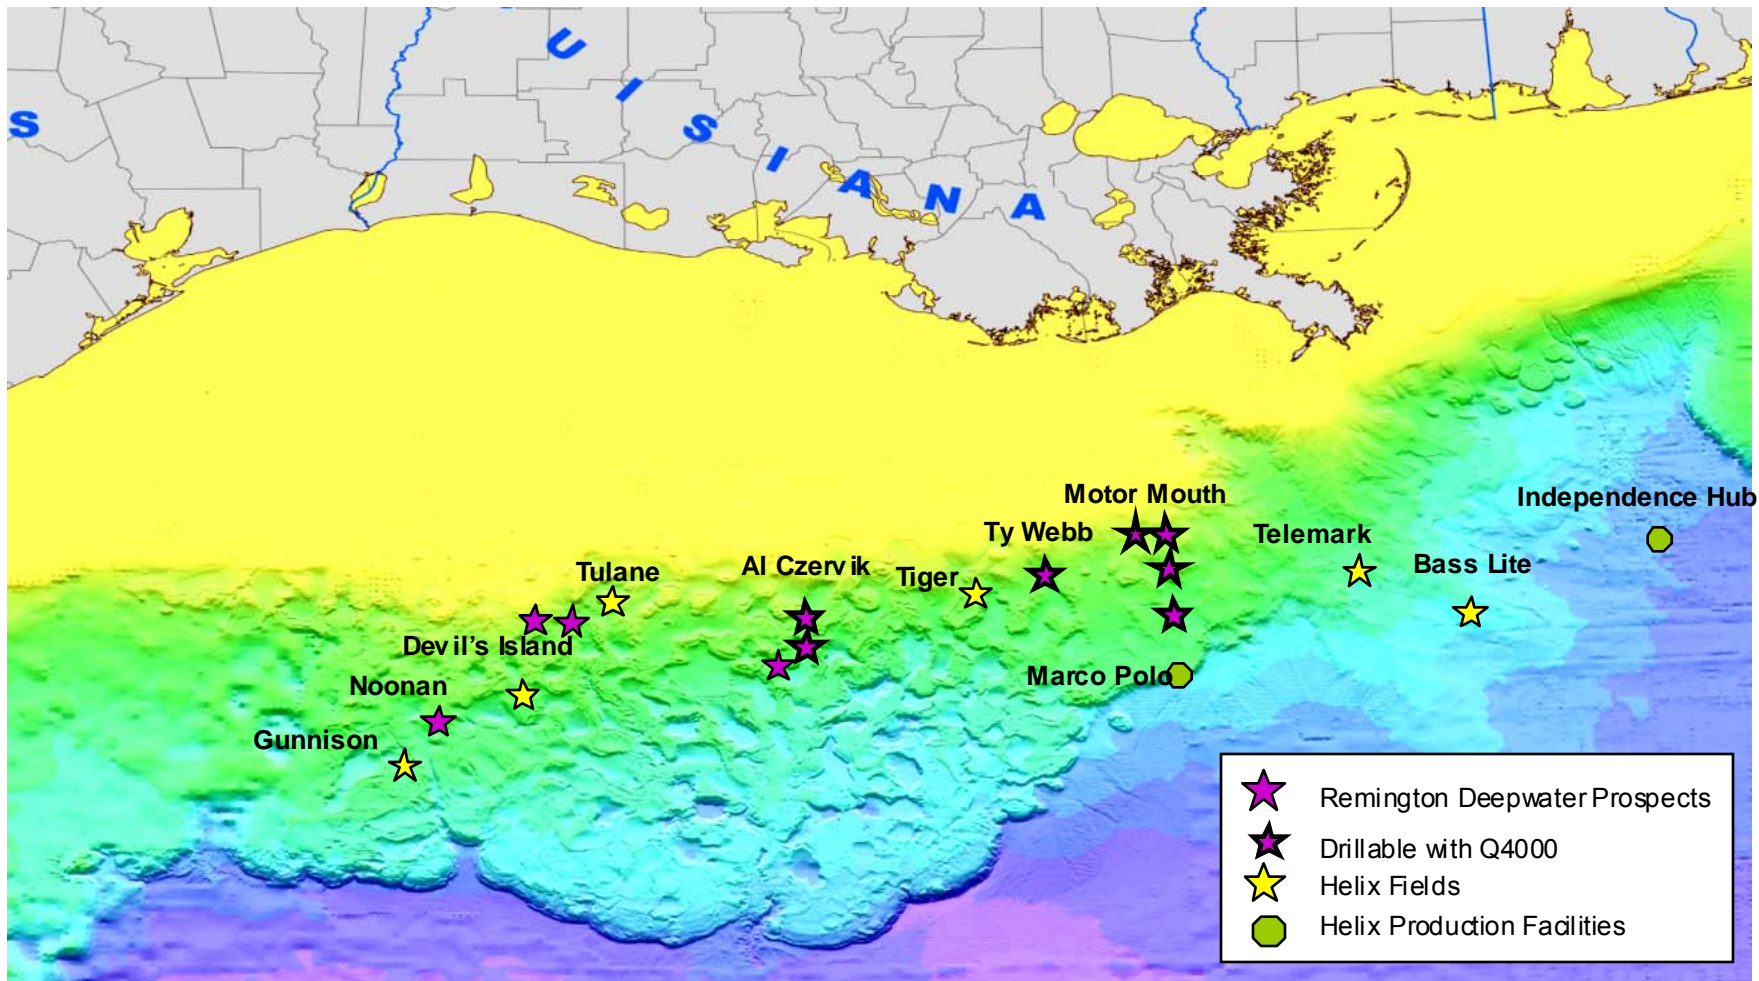 S
U I S I A N A
Motor Mouth
Independence Hub
Ty Webb
Telemark
Al Czervik
Bass Lite
Tulane
Tiger
Devil's Island
Marco Polo
Noonan
Gunnison
Remington Deepwater Prospects
Drillable with Q4000
Helix Fields
Helix Production Facilities